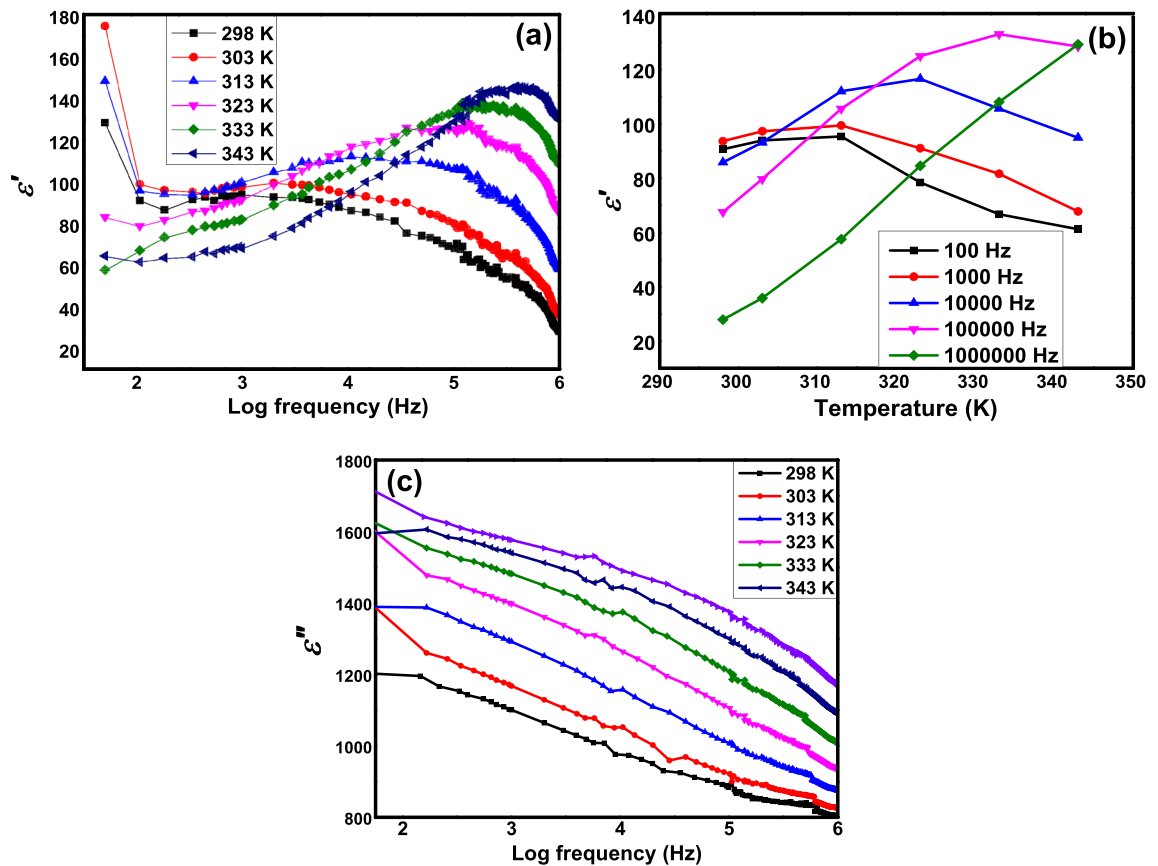 (a)
180
160
140
120
100
80
60
40
20
ε'
298 K
303 K
313 K
323 K
333 K
343 K
2 3 4 5 6
Log frequency (Hz)
(b)
140
120
100
80
60
40
20
ε'
100 Hz
1000 Hz
10000 Hz
100000 Hz
1000000 Hz
290 300 310 320 330 340 350
Temperature (K)
(c)
1800
1600
1400
1200
1000
800
ε"
298 K
303 K
313 K
323 K
333 K
343 K
2 3 4 5 6
Log frequency (Hz)